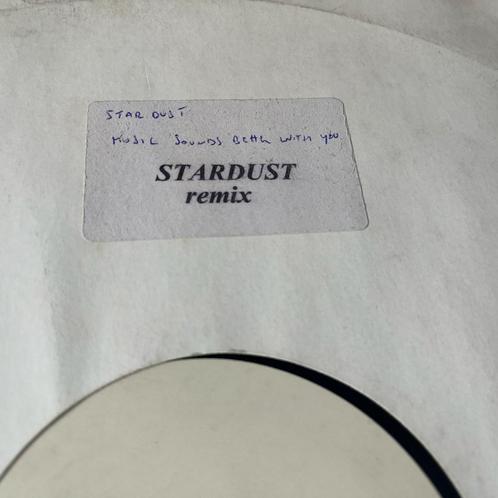 STAR DUST
MUSIC SOUNDS Better WITH you
STARDUST
remix